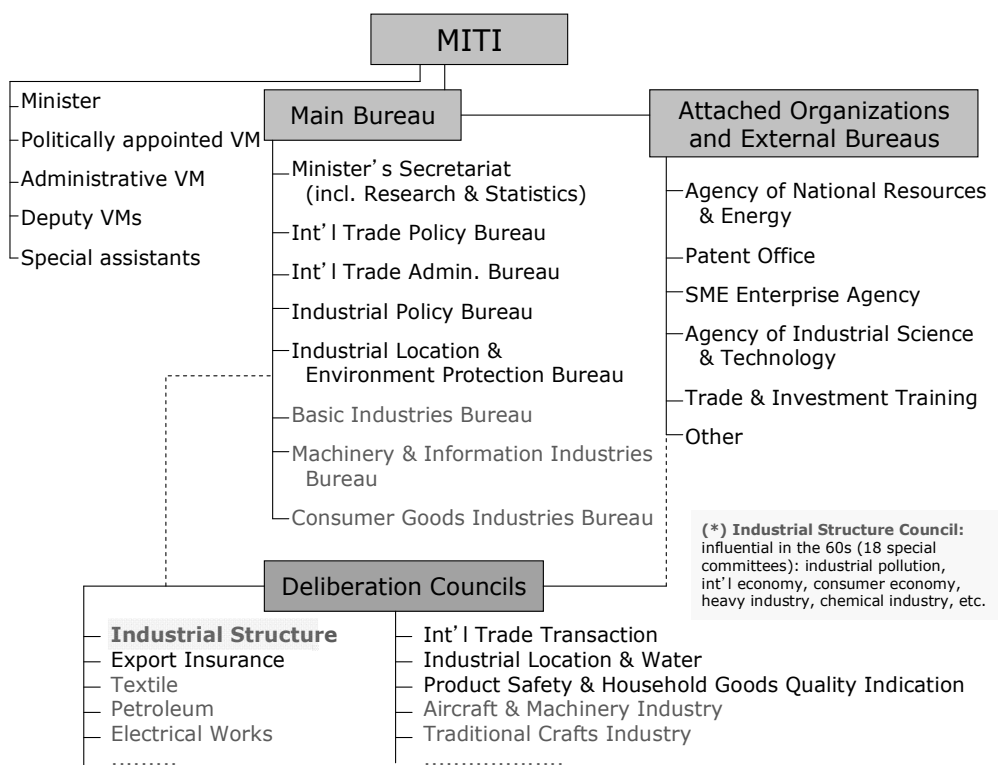 MITI
Minister
Politically appointed VM
Administrative VM
Deputy VMs
Special assistants
Main Bureau
Minister’s Secretariat
(incl. Research & Statistics)
Int’l Trade Policy Bureau
Int’l Trade Admin. Bureau
Industrial Policy Bureau
Industrial Location &
Environment Protection Bureau
Basic Industries Bureau
Machinery & Information Industries
Bureau
Consumer Goods Industries Bureau
Attached Organizations
and External Bureaus
Agency of National Resources
& Energy
Patent Office
SME Enterprise Agency
Agency of Industrial Science
& Technology
Trade & Investment Training
Other
(*) Industrial Structure Council:
influential in the 60s (18 special
committees): industrial pollution,
int’l economy, consumer economy,
heavy industry, chemical industry, etc.
Deliberation Councils
Industrial Structure
Export Insurance
Textile
Petroleum
Electrical Works
.........
Int’l Trade Transaction
Industrial Location & Water
Product Safety & Household Goods Quality Indication
Aircraft & Machinery Industry
Traditional Crafts Industry
...................